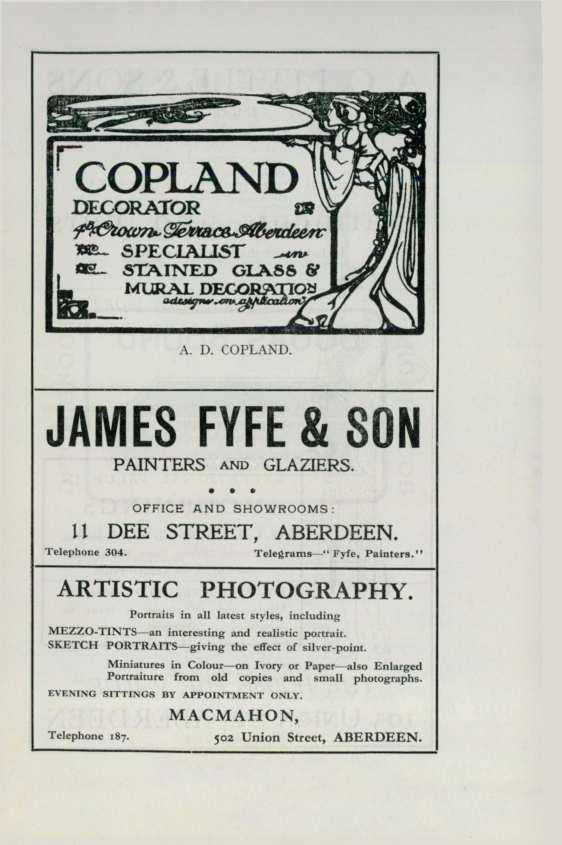 COPLAND
DECORATOR
Crown Terrace Aberdeen
SPECIALIST in
STAINED GLASS &
MURAL DECORATION
designs on application
A. D. COPLAND.
JAMES FYFE & SON
PAINTERS AND GLAZIERS.
OFFICE AND SHOWROOMS:
11 DEE STREET, ABERDEEN.
Telephone 304. Telegrams—"Fyfe, Painters."
ARTISTIC PHOTOGRAPHY.
Portraits in all latest styles, including
MEZZO-TINTS—an interesting and realistic portrait.
SKETCH PORTRAITS—giving the effect of silver-point.
Miniatures in Colour—on Ivory or Paper—also Enlarged
Portraiture from old copies and small photographs.
EVENING SITTINGS BY APPOINTMENT ONLY.
MACMAHON,
Telephone 187. 502 Union Street, ABERDEEN.